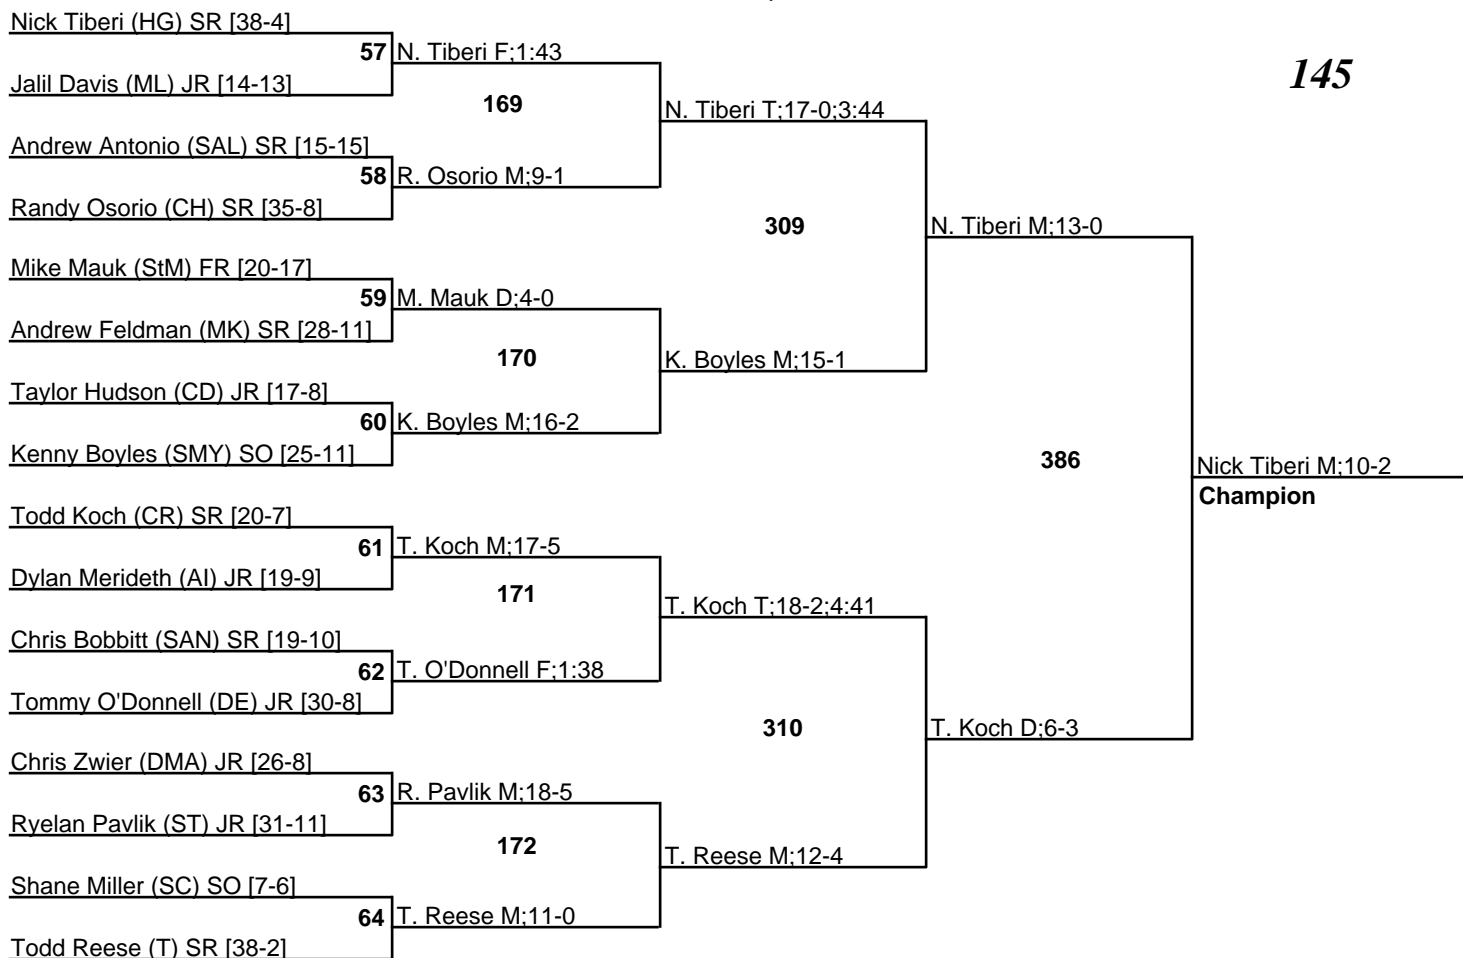 Nick Tiberi (HG) SR [38-4]
57 N. Tiberi F;1:43
145
Jalil Davis (ML) JR [14-13]
169
N. Tiberi T;17-0;3:44
Andrew Antonio (SAL) SR [15-15]
58 R. Osorio M;9-1
Randy Osorio (CH) SR [35-8]
309
N. Tiberi M;13-0
Mike Mauk (StM) FR [20-17]
59 M. Mauk D;4-0
Andrew Feldman (MK) SR [28-11]
170
K. Boyles M;15-1
Taylor Hudson (CD) JR [17-8]
60 K. Boyles M;16-2
Kenny Boyles (SMY) SO [25-11]
386
Nick Tiberi M;10-2
Champion
Todd Koch (CR) SR [20-7]
61 T. Koch M;17-5
Dylan Merideth (AI) JR [19-9]
171
T. Koch T;18-2;4:41
Chris Bobbitt (SAN) SR [19-10]
62 T. O'Donnell F;1:38
Tommy O'Donnell (DE) JR [30-8]
310
T. Koch D;6-3
Chris Zwier (DMA) JR [26-8]
63 R. Pavlik M;18-5
Ryelan Pavlik (ST) JR [31-11]
172
T. Reese M;12-4
Shane Miller (SC) SO [7-6]
64 T. Reese M;11-0
Todd Reese (T) SR [38-2]